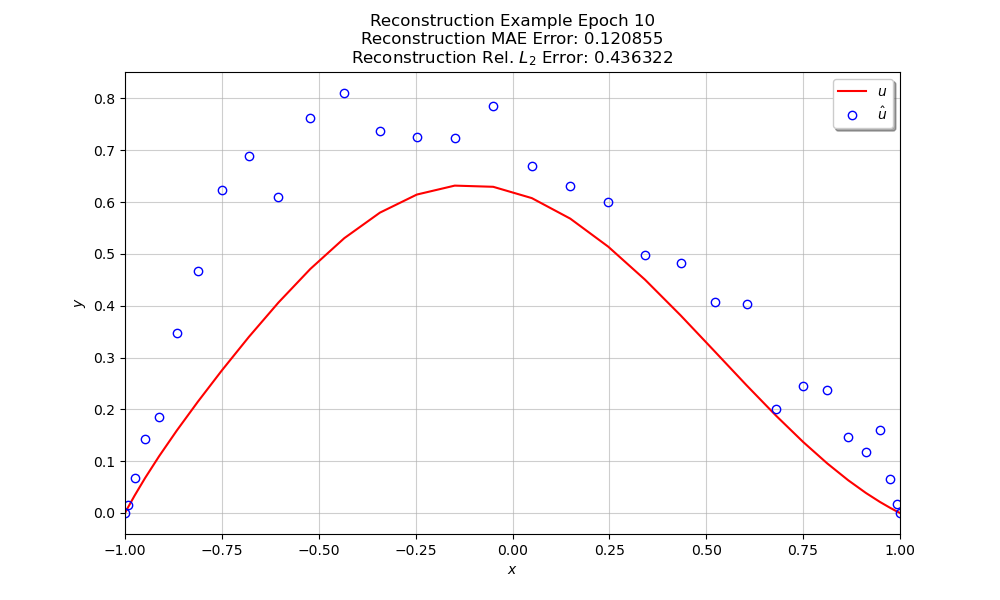 Reconstruction Example Epoch 10
Reconstruction MAE Error: 0.120855
Reconstruction Rel. L₂ Error: 0.436322
u
û
0.8
0.7
0.6
0.5
0.4
0.3
0.2
0.1
0.0
y
−1.00 −0.75 −0.50 −0.25 0.00 0.25 0.50 0.75 1.00
x